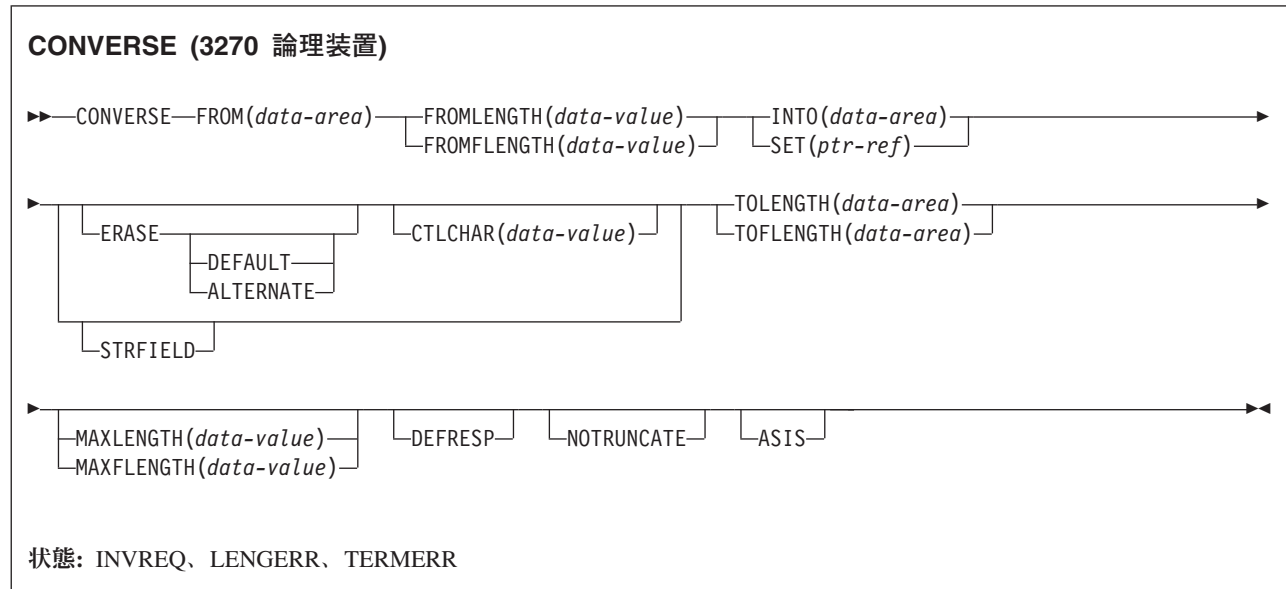 CONVERSE (3270 論理装置)
CONVERSE FROM(data-area) FROMLENGTH(data-value) INTO(data-area)
FROMFLENGTH(data-value) SET(ptr-ref)
TOLENGTH(data-area)
ERASE CTLCHAR(data-value) TOFLENGTH(data-area)
DEFAULT
ALTERNATE
STRFIELD
MAXLENGTH(data-value) DEFRESP NOTRUNCATE ASIS
MAXFLENGTH(data-value)
状態: INVREQ、LENGERR、TERMERR